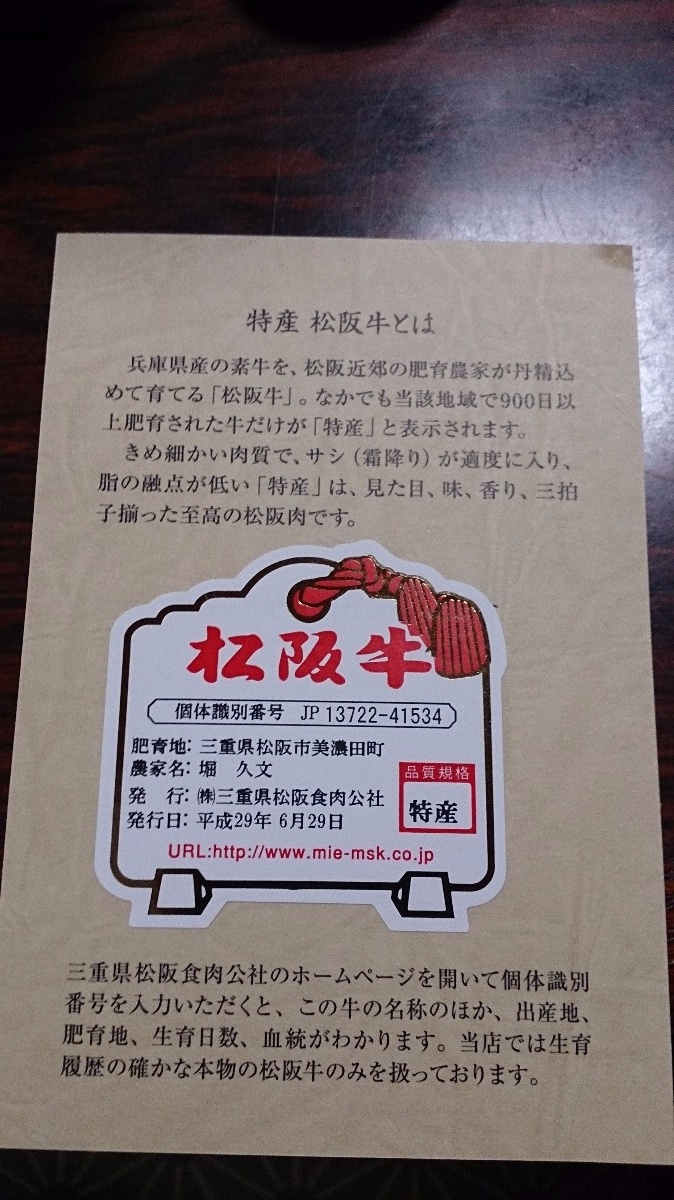 特産 松阪牛とは
兵庫県産の素牛を、松阪近郊の肥育農家が丹精込
めて育てる「松阪牛」。なかでも当該地域で900日以
上肥育された牛だけが「特産」と表示されます。
きめ細かい肉質で、サシ（霜降り）が適度に入り、
脂の融点が低い「特産」は、見た目、味、香り、三拍
子揃った至高の松阪肉です。
松阪牛
個体識別番号 JP 13722-41534
肥育地: 三重県松阪市美濃田町
農家名: 堀 久文
発 行: ㈱三重県松阪食肉公社
発行日: 平成29年 6月29日
品質規格
特産
URL:http://www.mie-msk.co.jp
三重県松阪食肉公社のホームページを開いて個体識別
番号を入力いただくと、この牛の名称のほか、出産地、
肥育地、生育日数、血統がわかります。当店では生育
履歴の確かな本物の松阪牛のみを扱っております。